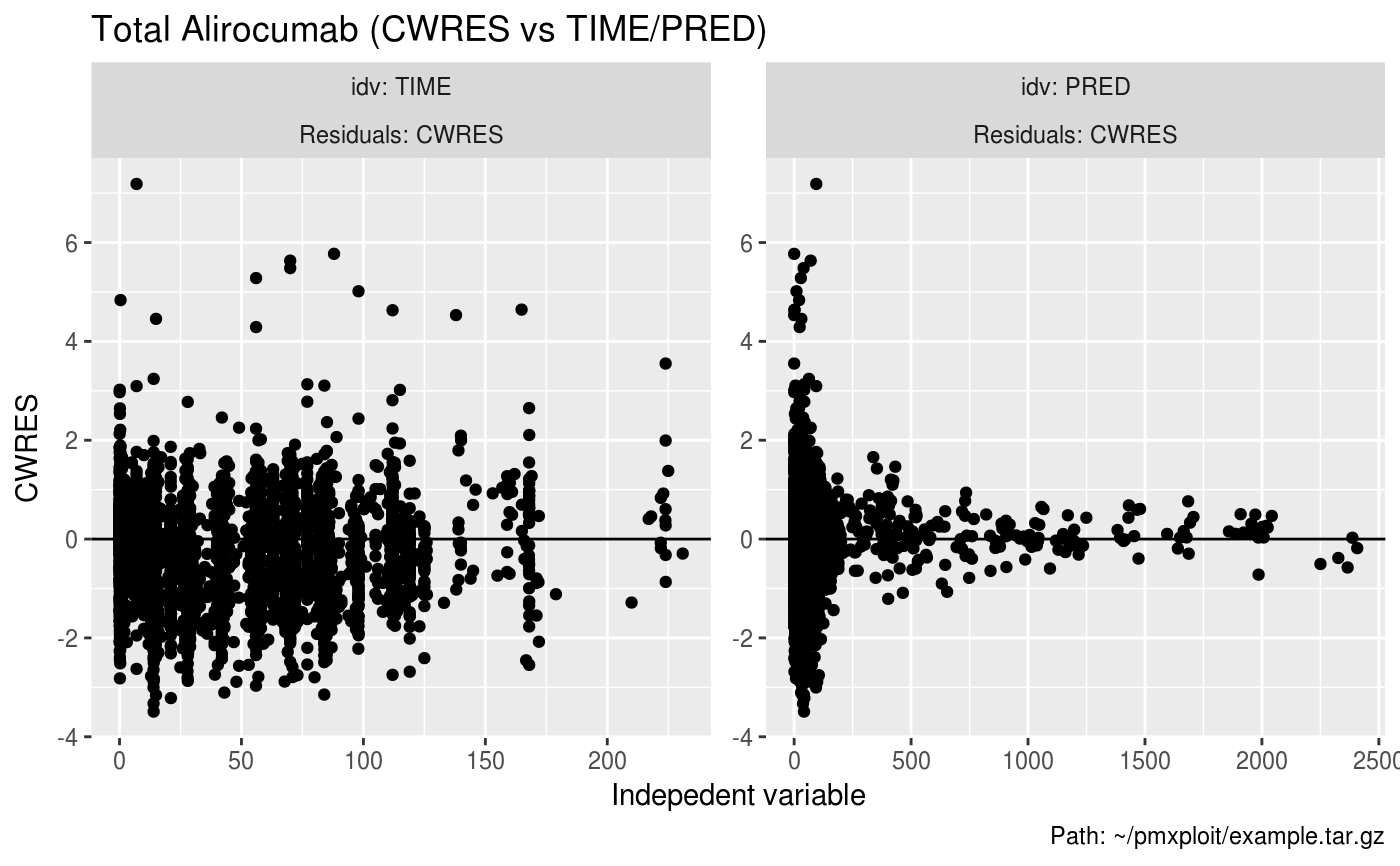 Total Alirocumab (CWRES vs TIME/PRED)
idv: TIME
Residuals: CWRES
idv: PRED
Residuals: CWRES
CWRES
6
4
2
0
-2
-4
6
4
2
0
-2
-4
0 50 100 150 200
0 500 1000 1500 2000 2500
Indepedent variable
Path: ~/pmxploit/example.tar.gz